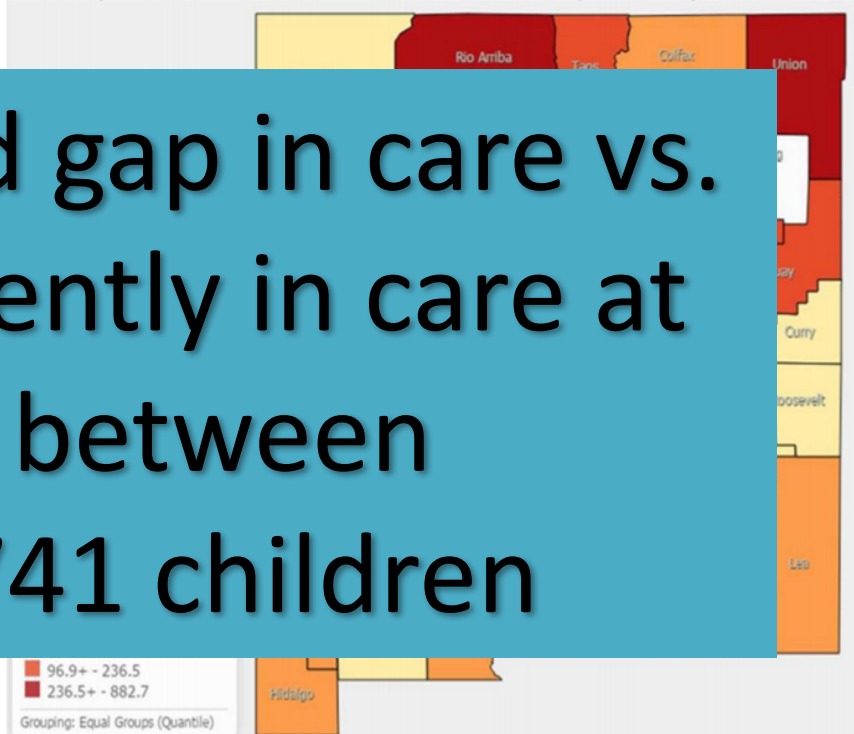 Rio Arriba
Taos
Colfax
Union
gap in care vs.
ently in care at
between
741 children
Curry
oosevelt
Lea
96.9+ - 236.5
236.5+ - 882.7
Hidalgo
Grouping: Equal Groups (Quantile)